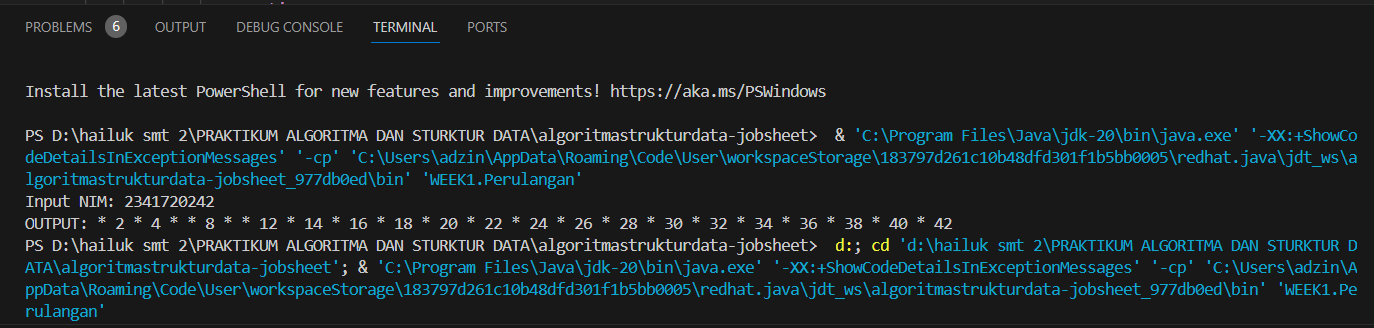 PROBLEMS 6 OUTPUT DEBUG CONSOLE TERMINAL PORTS
Install the latest PowerShell for new features and improvements! https://aka.ms/PSWindows
PS D:\hailuk smt 2\PRAKTIKUM ALGORITMA DAN STURKTUR DATA\algoritmastrukturdata-jobsheet>  & 'C:\Program Files\Java\jdk-20\bin\java.exe' '-XX:+ShowCo
deDetailsInExceptionMessages' '-cp' 'C:\Users\adzin\AppData\Roaming\Code\User\workspaceStorage\183797d261c10b48dfd301f1b5bb0005\redhat.java\jdt_ws\a
lgoritmastrukturdata-jobsheet_977db0ed\bin' 'WEEK1.Perulangan'
Input NIM: 2341720242
OUTPUT: * 2 * 4 * * 8 * * 12 * 14 * 16 * 18 * 20 * 22 * 24 * 26 * 28 * 30 * 32 * 34 * 36 * 38 * 40 * 42
PS D:\hailuk smt 2\PRAKTIKUM ALGORITMA DAN STURKTUR DATA\algoritmastrukturdata-jobsheet>  d:; cd 'd:\hailuk smt 2\PRAKTIKUM ALGORITMA DAN STURKTUR D
ATA\algoritmastrukturdata-jobsheet'; & 'C:\Program Files\Java\jdk-20\bin\java.exe' '-XX:+ShowCodeDetailsInExceptionMessages' '-cp' 'C:\Users\adzin\A
ppData\Roaming\Code\User\workspaceStorage\183797d261c10b48dfd301f1b5bb0005\redhat.java\jdt_ws\algoritmastrukturdata-jobsheet_977db0ed\bin' 'WEEK1.Pe
rulangan'